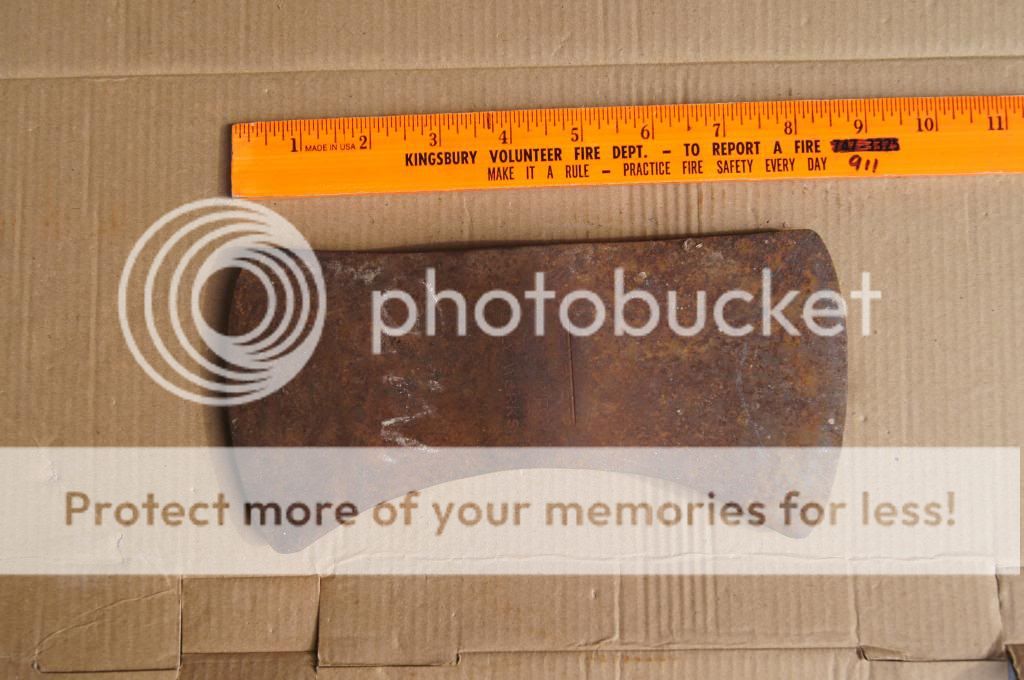 1 MADE IN USA 2 3 4 5 6 7 8 9 10 11
KINGSBURY VOLUNTEER FIRE DEPT. – TO REPORT A FIRE
MAKE IT A RULE – PRACTICE FIRE SAFETY EVERY DAY 911
photobucket
Protect more of your memories for less!